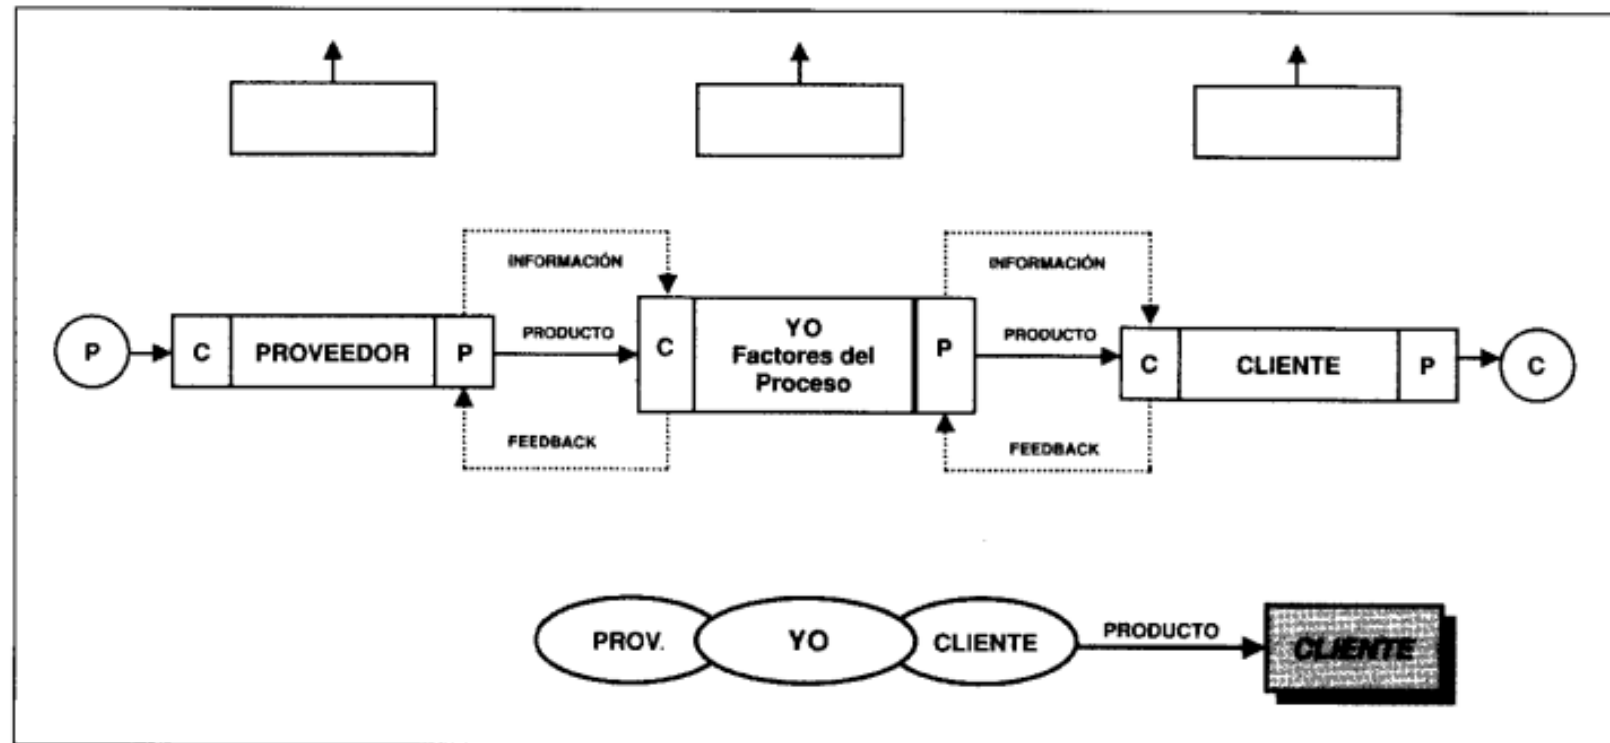 INFORMACIÓN
INFORMACIÓN
P
C
PROVEEDOR
P
PRODUCTO
C
YO
Factores del
Proceso
P
PRODUCTO
C
CLIENTE
P
C
FEEDBACK
FEEDBACK
PROV.
YO
CLIENTE
PRODUCTO
CLIENTE